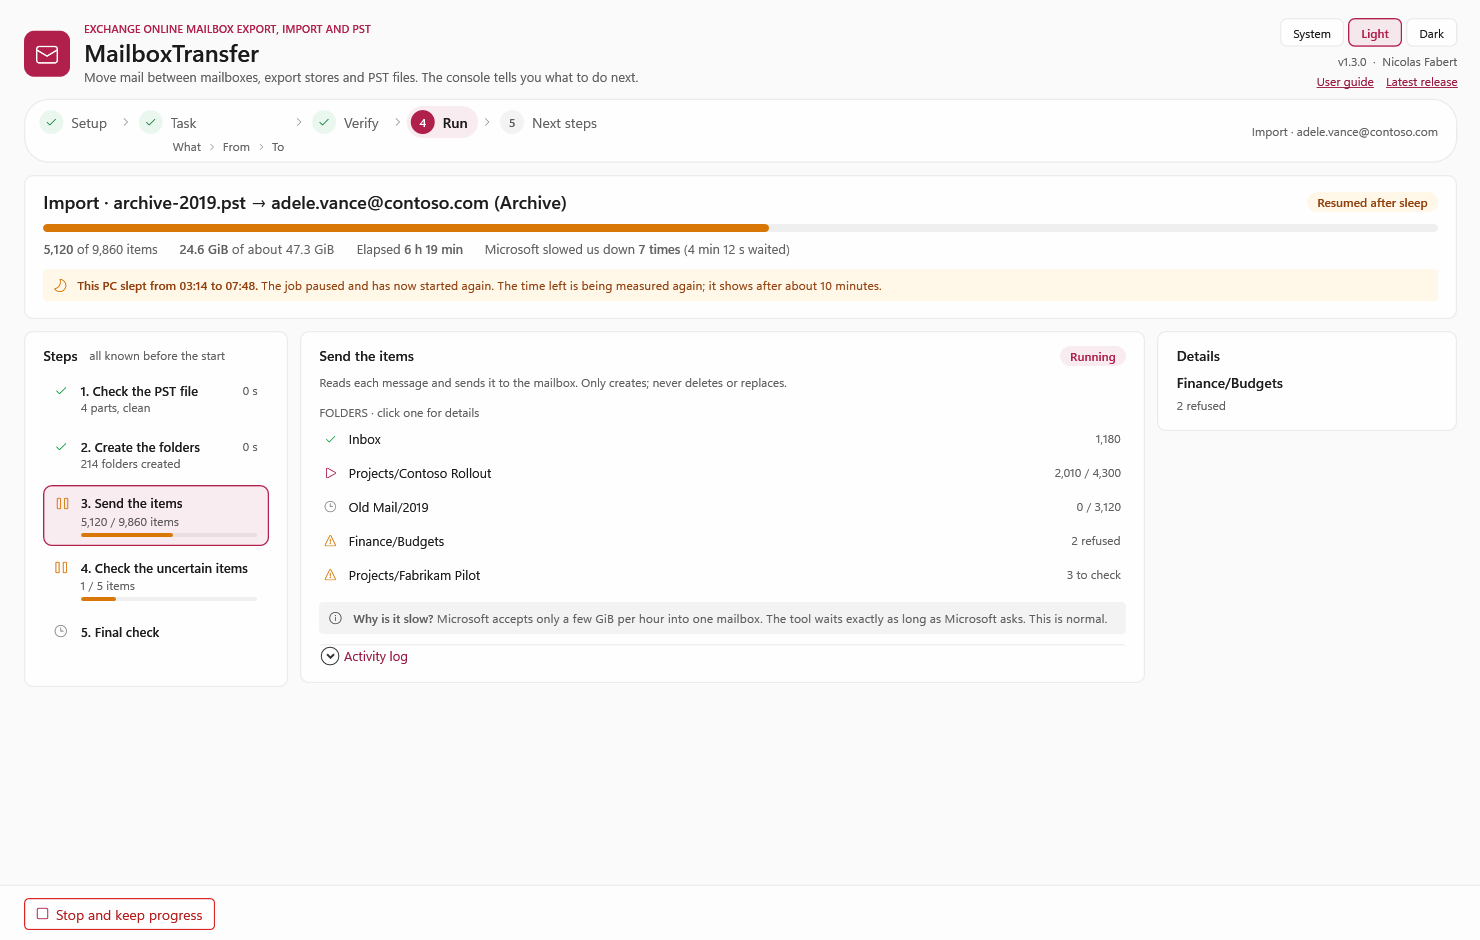 EXCHANGE ONLINE MAILBOX EXPORT, IMPORT AND PST
MailboxTransfer
Move mail between mailboxes, export stores and PST files. The console tells you what to do next.
System
Light
Dark
v1.3.0 · Nicolas Fabert
User guide Latest release
Setup
Task
What > From > To
Verify
4 Run
5 Next steps
Import · adele.vance@contoso.com
Import · archive-2019.pst → adele.vance@contoso.com (Archive)
Resumed after sleep
5,120 of 9,860 items 24.6 GiB of about 47.3 GiB Elapsed 6 h 19 min Microsoft slowed us down 7 times (4 min 12 s waited)
This PC slept from 03:14 to 07:48. The job paused and has now started again. The time left is being measured again; it shows after about 10 minutes.
Steps all known before the start
1. Check the PST file 0 s
4 parts, clean
2. Create the folders 0 s
214 folders created
3. Send the items
5,120 / 9,860 items
4. Check the uncertain items
1 / 5 items
5. Final check
Send the items
Running
Reads each message and sends it to the mailbox. Only creates; never deletes or replaces.
FOLDERS · click one for details
Inbox 1,180
Projects/Contoso Rollout 2,010 / 4,300
Old Mail/2019 0 / 3,120
Finance/Budgets 2 refused
Projects/Fabrikam Pilot 3 to check
Why is it slow? Microsoft accepts only a few GiB per hour into one mailbox. The tool waits exactly as long as Microsoft asks. This is normal.
Activity log
Details
Finance/Budgets
2 refused
Stop and keep progress